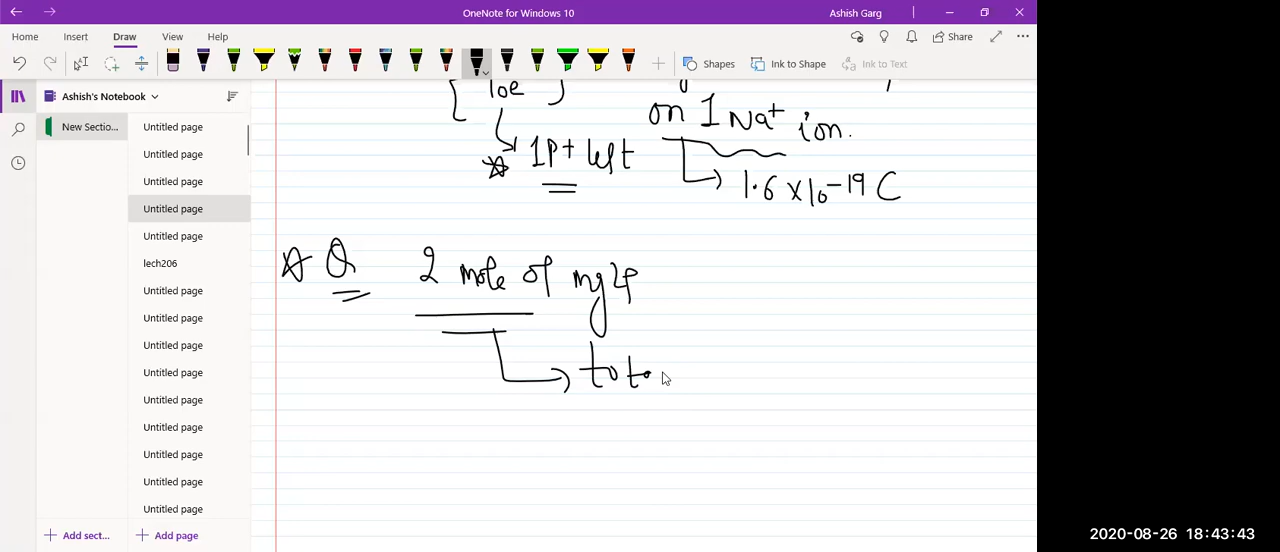 OneNote for Windows 10
Ashish Garg
Home Insert Draw View Help
Share
Shapes Ink to Shape Ink to Text
Ashish's Notebook
New Sectio...
Untitled page
Untitled page
Untitled page
Untitled page
Untitled page
lech206
Untitled page
Untitled page
Untitled page
Untitled page
Untitled page
Untitled page
Untitled page
Untitled page
Untitled page
Add sect...
Add page
10e
on 1 Na+ ion.
1P+ left
1.6 x 10-19 C
Q 2 mole of mg2+
tot
2020-08-26 18:43:43